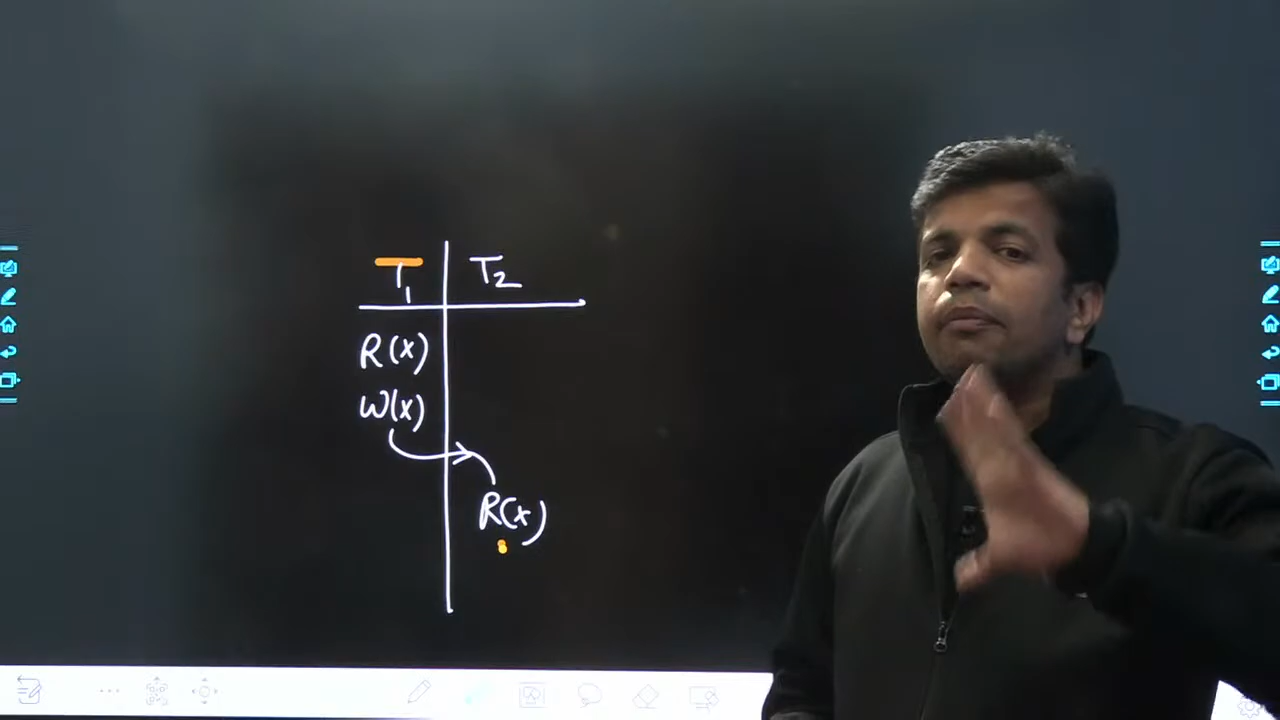 T₁ T₂
R(x)
W(x)
R(x)